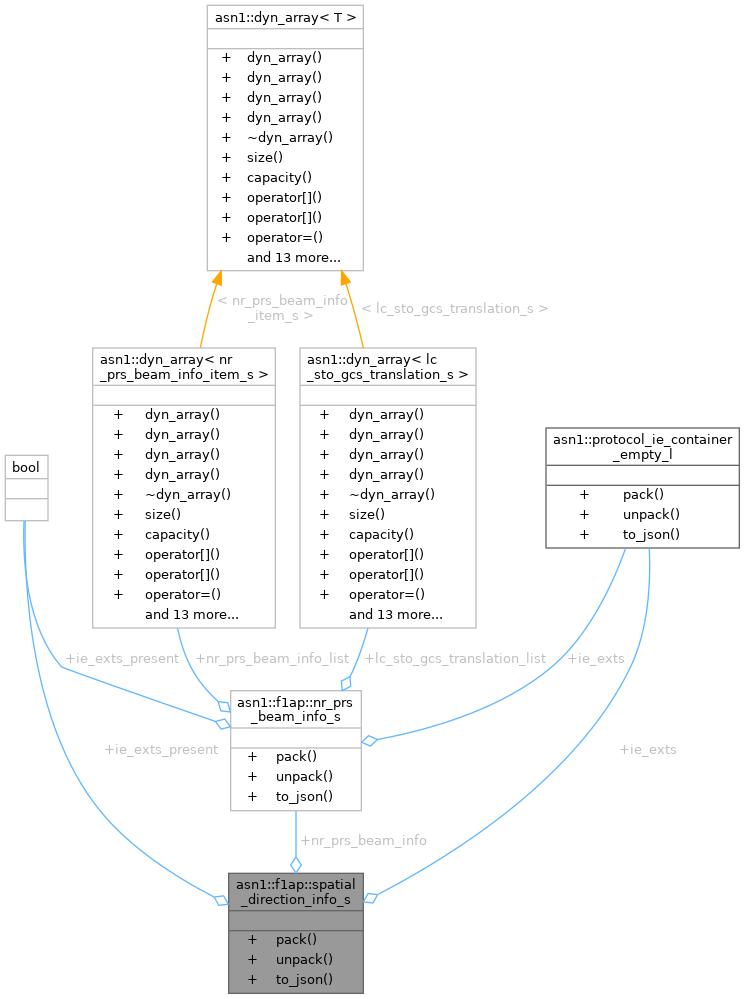 asn1::dyn_array< T >
+ dyn_array()
+ dyn_array()
+ dyn_array()
+ dyn_array()
+ ~dyn_array()
+ size()
+ capacity()
+ operator[]()
+ operator[]()
+ operator=()
and 13 more...
< nr_prs_beam_info
_item_s >
< lc_sto_gcs_translation_s >
asn1::dyn_array< nr
_prs_beam_info_item_s >
+ dyn_array()
+ dyn_array()
+ dyn_array()
+ dyn_array()
+ ~dyn_array()
+ size()
+ capacity()
+ operator[]()
+ operator[]()
+ operator=()
and 13 more...
asn1::dyn_array< lc
_sto_gcs_translation_s >
+ dyn_array()
+ dyn_array()
+ dyn_array()
+ dyn_array()
+ ~dyn_array()
+ size()
+ capacity()
+ operator[]()
+ operator[]()
+ operator=()
and 13 more...
asn1::protocol_ie_container
_empty_l
+ pack()
+ unpack()
+ to_json()
bool
+ie_exts_present
+nr_prs_beam_info_list
+lc_sto_gcs_translation_list
+ie_exts
asn1::f1ap::nr_prs
_beam_info_s
+ pack()
+ unpack()
+ to_json()
+ie_exts_present
+ie_exts
+nr_prs_beam_info
asn1::f1ap::spatial
_direction_info_s
+ pack()
+ unpack()
+ to_json()